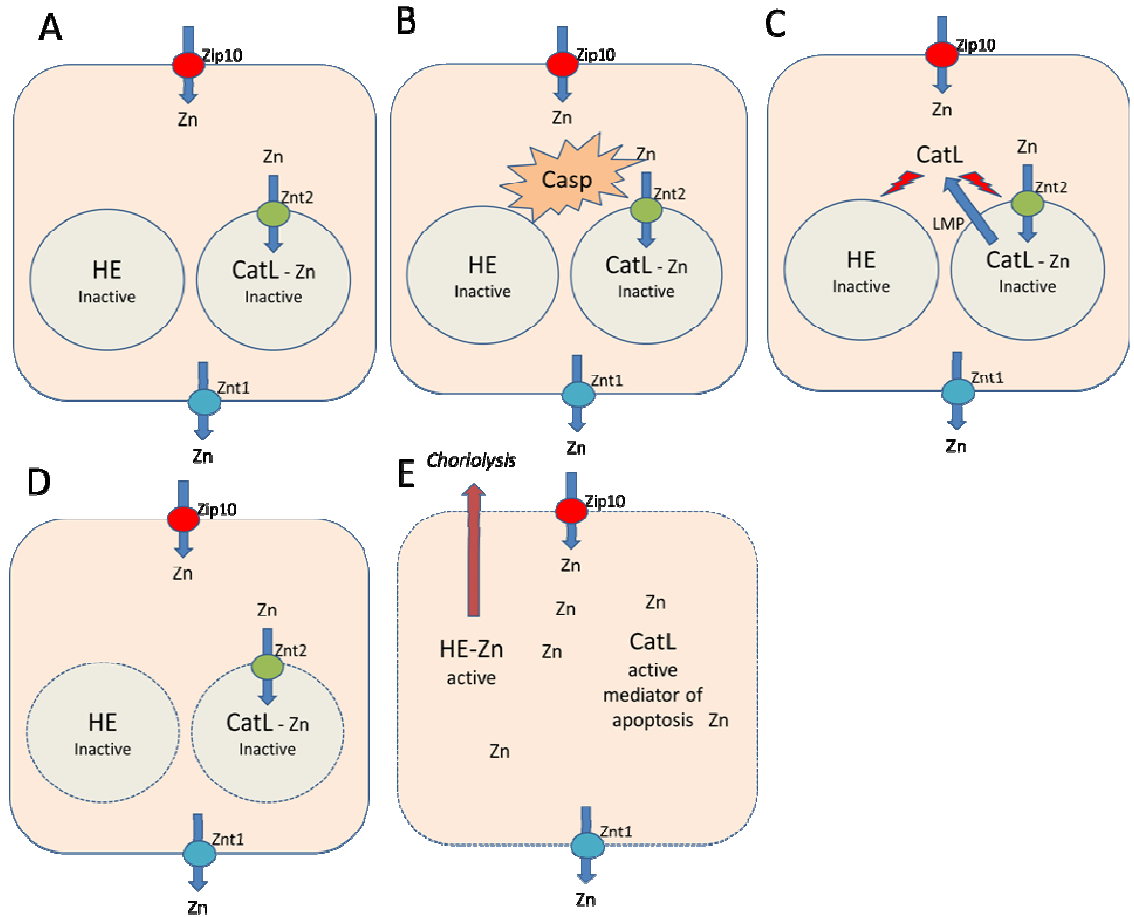 A
Zip10
Zn
Zn
Znt2
HE
Inactive
CatL - Zn
Inactive
Znt1
Zn
B
Zip10
Zn
Casp
Zn
Znt2
HE
Inactive
CatL - Zn
Inactive
Znt1
Zn
C
Zip10
Zn
CatL
Zn
Znt2
LMP
HE
Inactive
CatL - Zn
Inactive
Znt1
Zn
D
Zip10
Zn
Zn
Znt2
HE
Inactive
CatL - Zn
Inactive
Znt1
Zn
E
Choriolysis
Zip10
Zn
Zn
Zn
HE-Zn
active
Zn
CatL
active
mediator of
apoptosis Zn
Zn
Znt1
Zn